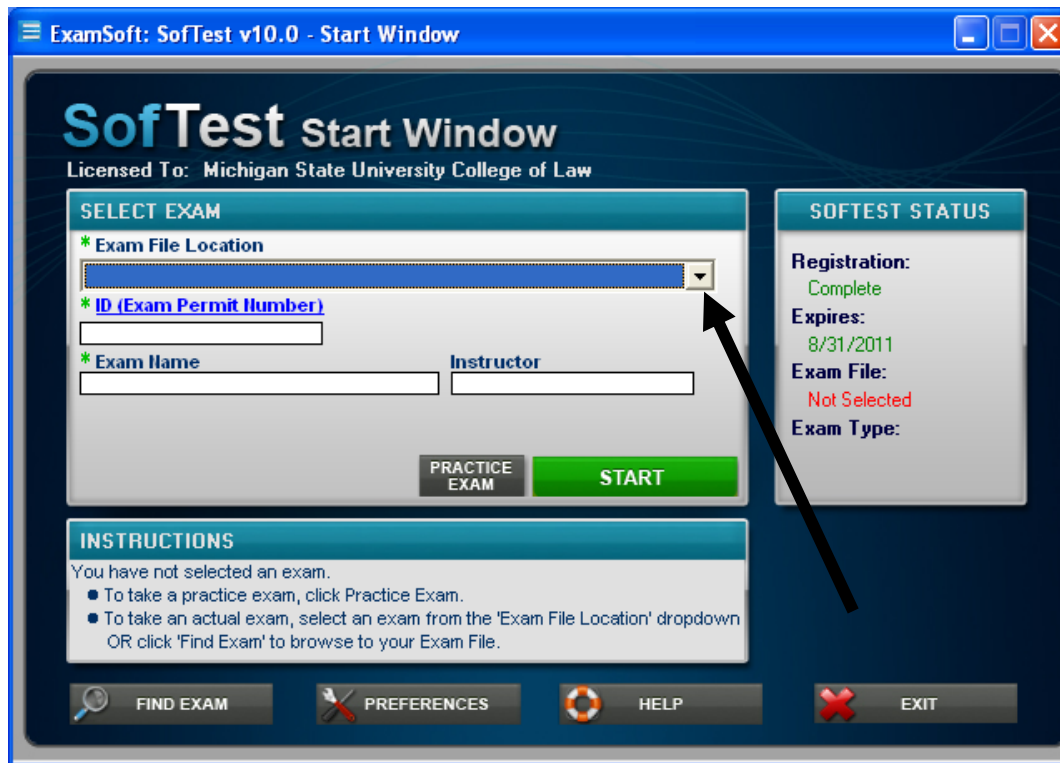 ExamSoft: SofTest v10.0 - Start Window
SofTest Start Window
Licensed To: Michigan State University College of Law
SELECT EXAM
* Exam File Location
* ID (Exam Permit Number)
* Exam Name Instructor
PRACTICE EXAM
START
SOFTEST STATUS
Registration:
Complete
Expires:
8/31/2011
Exam File:
Not Selected
Exam Type:
INSTRUCTIONS
You have not selected an exam.
● To take a practice exam, click Practice Exam.
● To take an actual exam, select an exam from the 'Exam File Location' dropdown
OR click 'Find Exam' to browse to your Exam File.
FIND EXAM PREFERENCES HELP EXIT